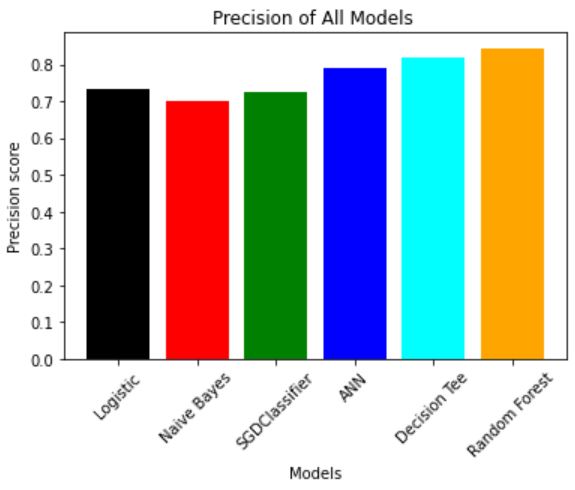 Precision of All Models
Precision score
0.8
0.7
0.6
0.5
0.4
0.3
0.2
0.1
0.0
Logistic
Naive Bayes
SGDClassifier
ANN
Decision Tee
Random Forest
Models